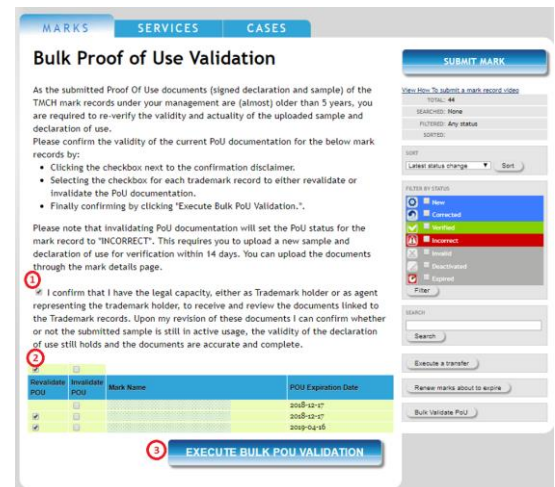 MARKS SERVICES CASES
Bulk Proof of Use Validation
As the submitted Proof Of Use documents (signed declaration and sample) of the
TMCH mark records under your management are (almost) older than 5 years, you
are required to re-verify the validity and actuality of the uploaded sample and
declaration of use.
Please confirm the validity of the current PoU documentation for the below mark
records by:
• Clicking the checkbox next to the confirmation disclaimer.
• Selecting the checkbox for each trademark record to either revalidate or
invalidate the PoU documentation.
• Finally confirming by clicking "Execute Bulk PoU Validation.".
Please note that invalidating PoU documentation will set the PoU status for the
mark record to "INCORRECT". This requires you to upload a new sample and
declaration of use for verification within 14 days. You can upload the documents
through the mark details page.
1
I confirm that I have the legal capacity, either as Trademark holder or as agent
representing the trademark holder, to receive and review the documents linked to
the Trademark records. Upon my revision of these documents I can confirm whether
or not the submitted sample is still in active usage, the validity of the declaration
of use still holds and the documents are accurate and complete.
2
Revalidate POU Invalidate POU Mark Name POU Expiration Date
2018-12-17
2018-12-17
2019-04-16
3 EXECUTE BULK POU VALIDATION
SUBMIT MARK
View How To submit a mark record video
TOTAL: 44
SEARCHED: None
FILTERED: Any status
SORTED:
SORT
Latest status change Sort
FILTER BY STATUS
New
Corrected
Verified
Incorrect
Invalid
Deactivated
Expired
Filter
SEARCH
Search
Execute a transfer
Renew marks about to expire
Bulk Validate PoU